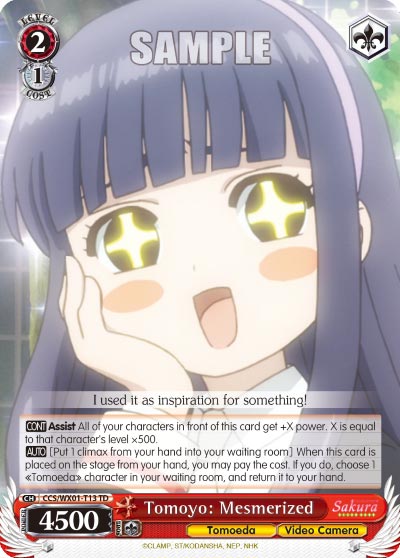 LEVEL
2
1
COST
SAMPLE
I used it as inspiration for something!
CONT Assist All of your characters in front of this card get +X power. X is equal
to that character's level ×500.
AUTO [Put 1 climax from your hand into your waiting room] When this card is
placed on the stage from your hand, you may pay the cost. If you do, choose 1
«Tomoeda» character in your waiting room, and return it to your hand.
CH CCS/WX01-T13 TD
POWER 4500 Tomoyo: Mesmerized Sakura
Tomoeda Video Camera
©CLAMP, ST/KODANSHA, NEP, NHK